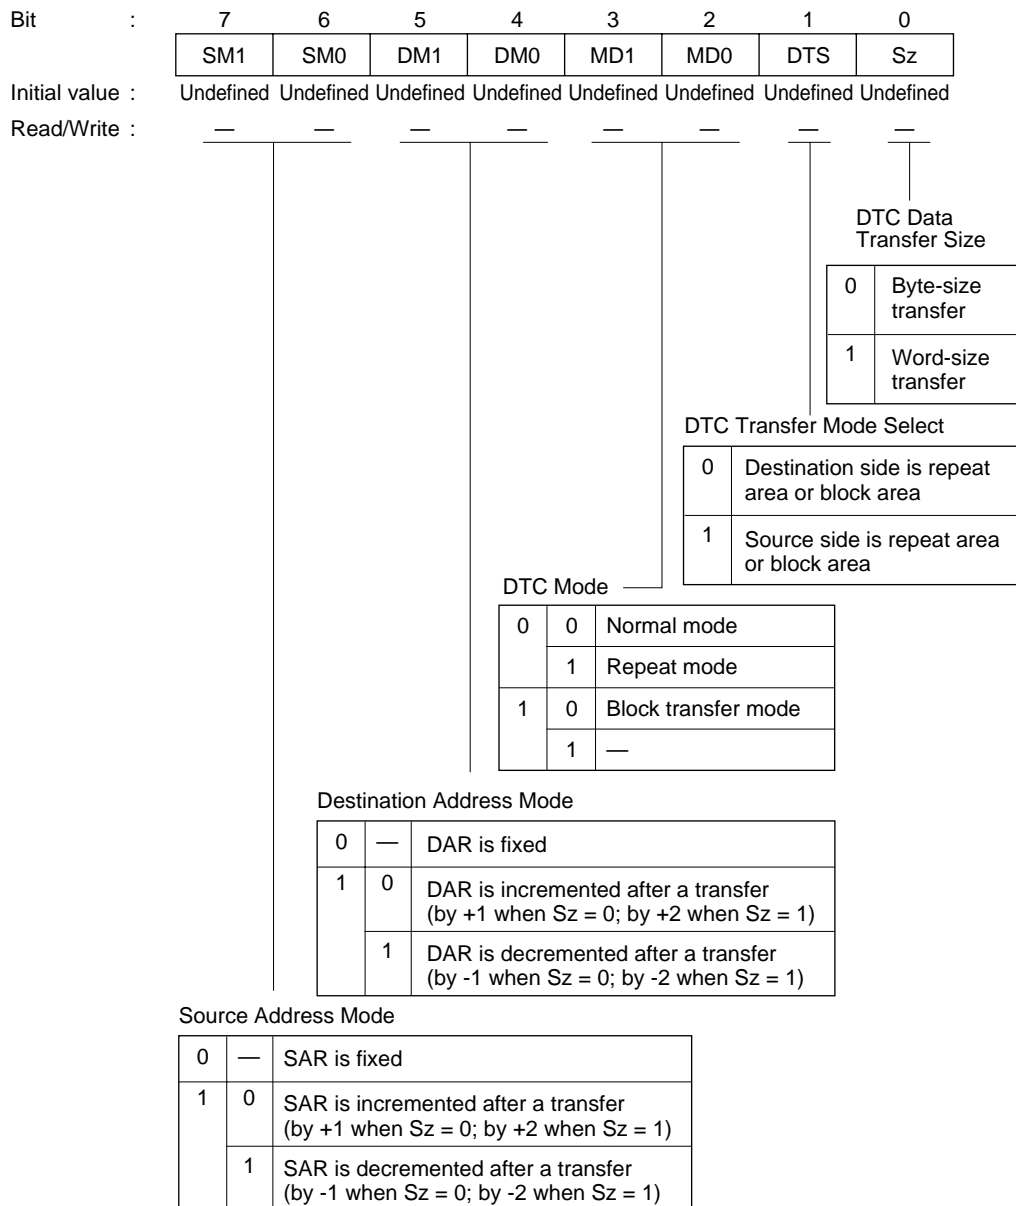 Bit : 7 6 5 4 3 2 1 0
SM1 SM0 DM1 DM0 MD1 MD0 DTS Sz
Initial value : Undefined Undefined Undefined Undefined Undefined Undefined Undefined Undefined
Read/Write : — — — — — — — —
DTC Data
Transfer Size
0 Byte-size
transfer
1 Word-size
transfer
DTC Transfer Mode Select
0 Destination side is repeat
area or block area
1 Source side is repeat area
or block area
DTC Mode
0 0 Normal mode
1 Repeat mode
1 0 Block transfer mode
1 —
Destination Address Mode
0 — DAR is fixed
1 0 DAR is incremented after a transfer
(by +1 when Sz = 0; by +2 when Sz = 1)
1 DAR is decremented after a transfer
(by -1 when Sz = 0; by -2 when Sz = 1)
Source Address Mode
0 — SAR is fixed
1 0 SAR is incremented after a transfer
(by +1 when Sz = 0; by +2 when Sz = 1)
1 SAR is decremented after a transfer
(by -1 when Sz = 0; by -2 when Sz = 1)